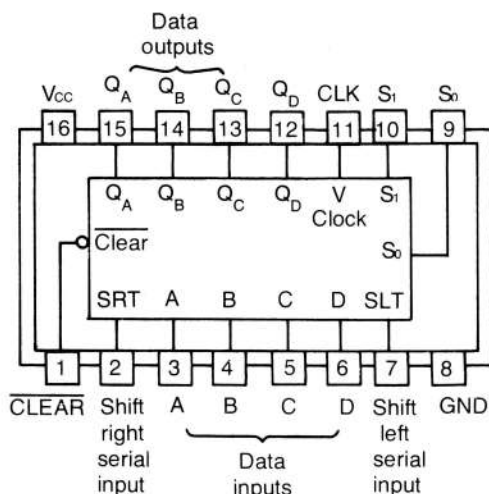 Data
outputs
Vcc QA QB QC QD CLK S1 S0
16 15 14 13 12 11 10 9
QA QB QC QD V S1
Clock
Clear
S0
SRT A B C D SLT
1 2 3 4 5 6 7 8
CLEAR Shift A B C D Shift GND
right left
serial Data serial
input inputs input